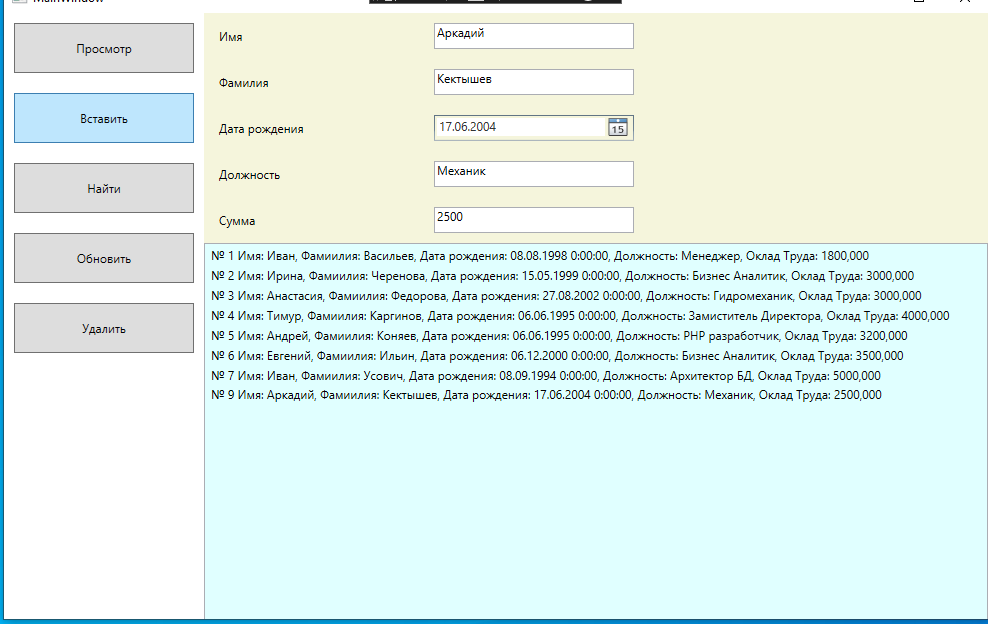 MainWindow
Просмотр
Вставить
Найти
Обновить
Удалить
Имя
Аркадий
Фамилия
Кектышев
Дата рождения
17.06.2004
15
Должность
Механик
Сумма
2500
№ 1 Имя: Иван, Фамиилия: Васильев, Дата рождения: 08.08.1998 0:00:00, Должность: Менеджер, Оклад Труда: 1800,000
№ 2 Имя: Ирина, Фамиилия: Черенова, Дата рождения: 15.05.1999 0:00:00, Должность: Бизнес Аналитик, Оклад Труда: 3000,000
№ 3 Имя: Анастасия, Фамиилия: Федорова, Дата рождения: 27.08.2002 0:00:00, Должность: Гидромеханик, Оклад Труда: 3000,000
№ 4 Имя: Тимур, Фамиилия: Каргинов, Дата рождения: 06.06.1995 0:00:00, Должность: Замиститель Директора, Оклад Труда: 4000,000
№ 5 Имя: Андрей, Фамиилия: Коняев, Дата рождения: 06.06.1995 0:00:00, Должность: PHP разработчик, Оклад Труда: 3200,000
№ 6 Имя: Евгений, Фамиилия: Ильин, Дата рождения: 06.12.2000 0:00:00, Должность: Бизнес Аналитик, Оклад Труда: 3500,000
№ 7 Имя: Иван, Фамиилия: Усович, Дата рождения: 08.09.1994 0:00:00, Должность: Архитектор БД, Оклад Труда: 5000,000
№ 9 Имя: Аркадий, Фамиилия: Кектышев, Дата рождения: 17.06.2004 0:00:00, Должность: Механик, Оклад Труда: 2500,000